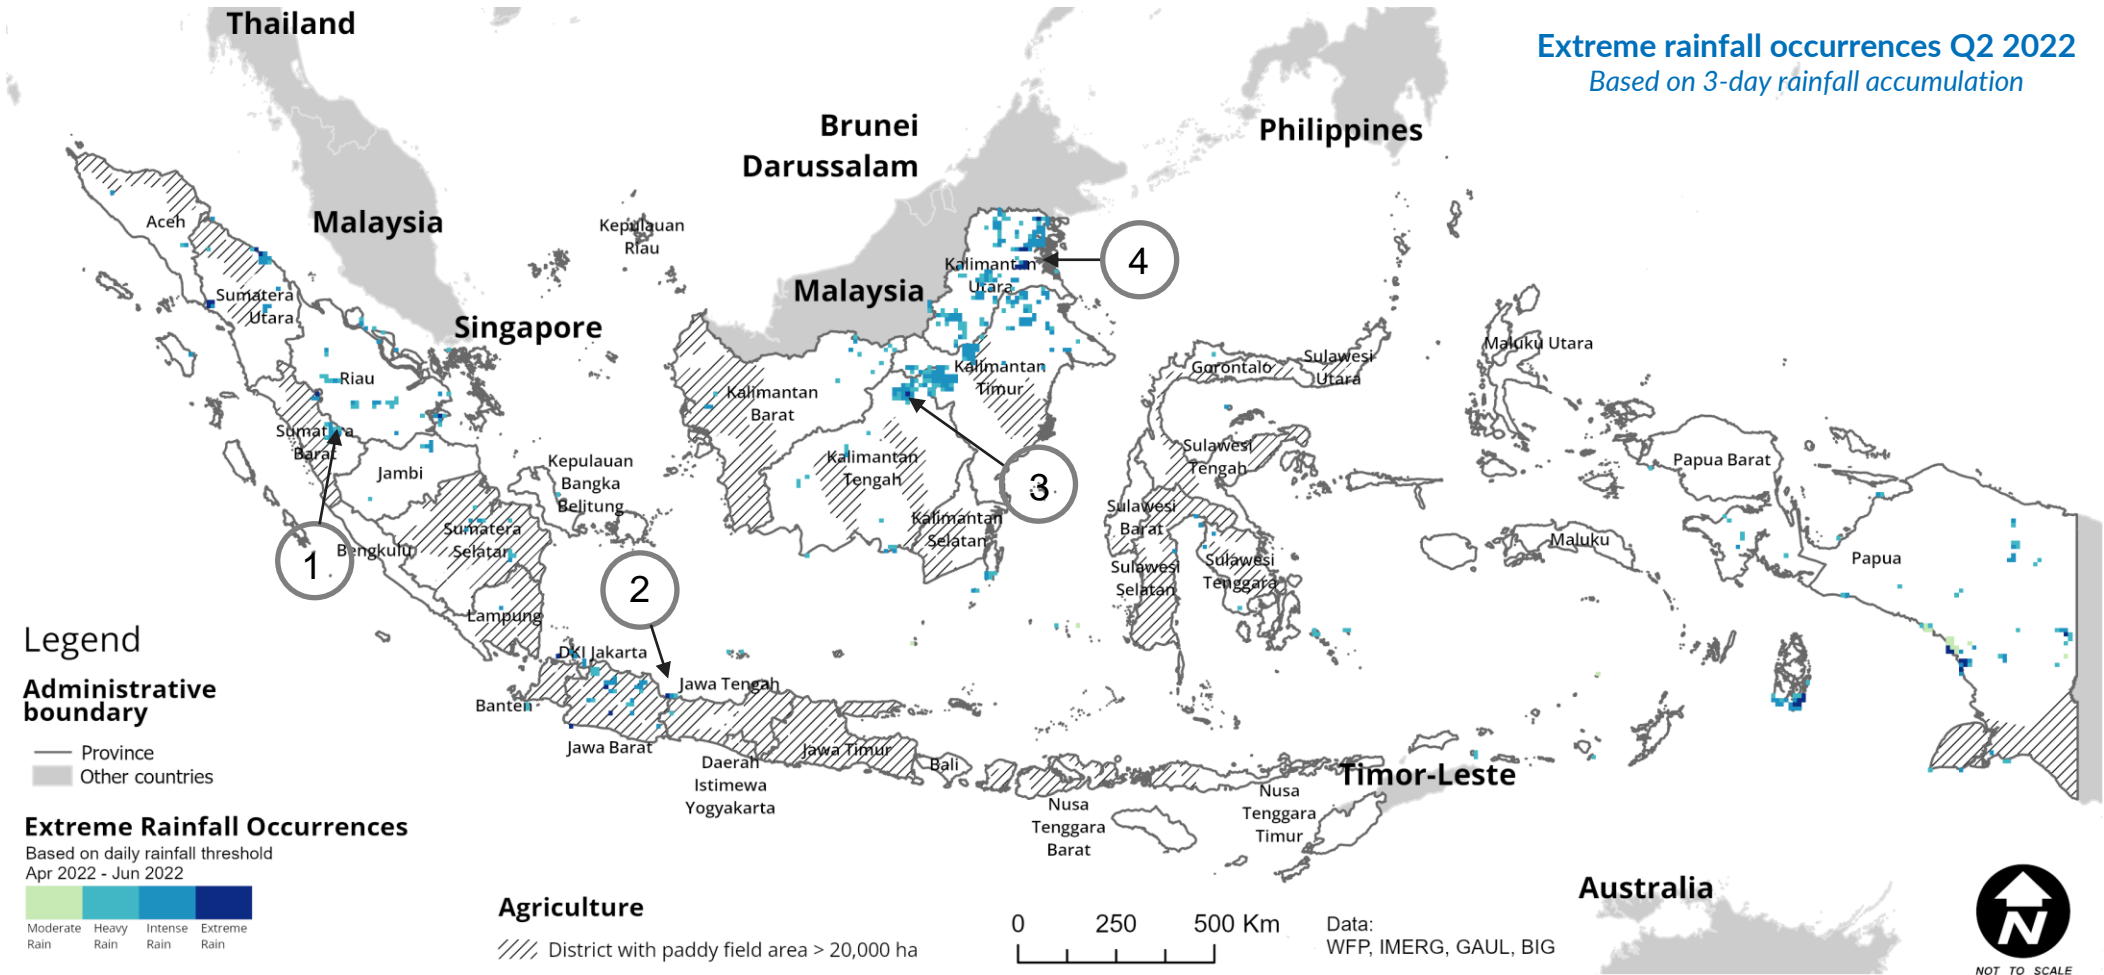 Thailand
Extreme rainfall occurrences Q2 2022
Based on 3-day rainfall accumulation
Brunei
Darussalam
Philippines
Malaysia
Aceh
Kepulauan
Riau
4
Kalimantan
Utara
Malaysia
Sumatera
Utara
Singapore
Maluku Utara
Sulawesi
Utara
Gorontalo
Riau
Kalimantan
Timur
Kalimantan
Barat
Sumatera
Barat
Sulawesi
Tengah
Kalimantan
Tengah
Papua Barat
Jambi
Kepulauan
Bangka
Belitung
3
Sulawesi
Barat
Kalimantan
Selatan
Sumatera
Selatan
Bengkulu
1
Maluku
Papua
Sulawesi
Selatan
Sulawesi
Tenggara
2
Lampung
Legend
DKI Jakarta
Administrative
boundary
Jawa Tengah
Banten
Jawa Barat
Jawa Timur
Province
Other countries
Daerah
Istimewa
Yogyakarta
Bali
Timor-Leste
Nusa
Tenggara
Barat
Nusa
Tenggara
Timur
Extreme Rainfall Occurrences
Based on daily rainfall threshold
Apr 2022 - Jun 2022
Moderate
Rain
Heavy
Rain
Intense
Rain
Extreme
Rain
Agriculture
District with paddy field area > 20,000 ha
0 250 500 Km
Data:
WFP, IMERG, GAUL, BIG
Australia
N
NOT TO SCALE